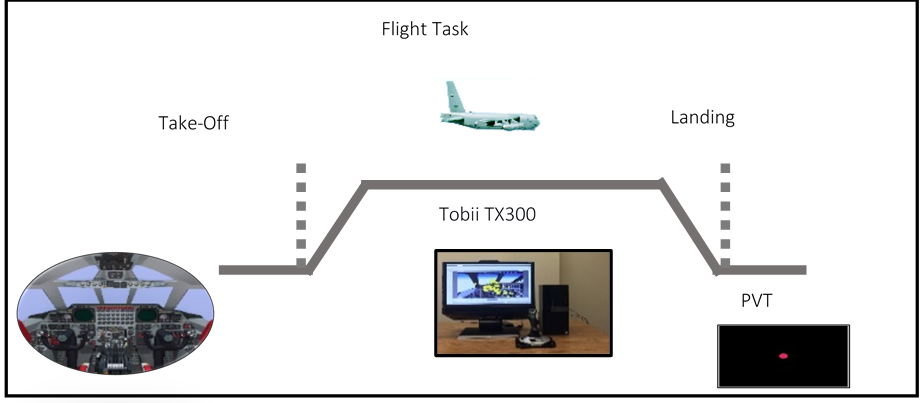 Flight Task
Take-Off
Landing
Tobii TX300
PVT